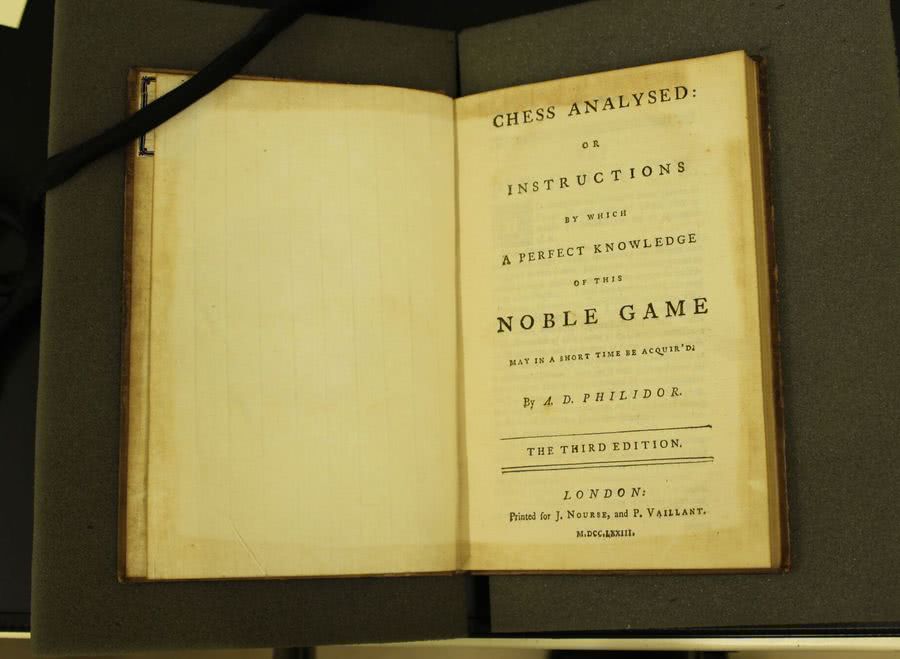 CHESS ANALYSED:
OR
INSTRUCTIONS
BY WHICH
A PERFECT KNOWLEDGE
OF THIS
NOBLE GAME
MAY IN A SHORT TIME BE ACQUIR'D;
By A. D. PHILIDOR.
THE THIRD EDITION.
LONDON:
Printed for J. NOURSE, and P. VAILLANT.
M.DCC.LXXIII.